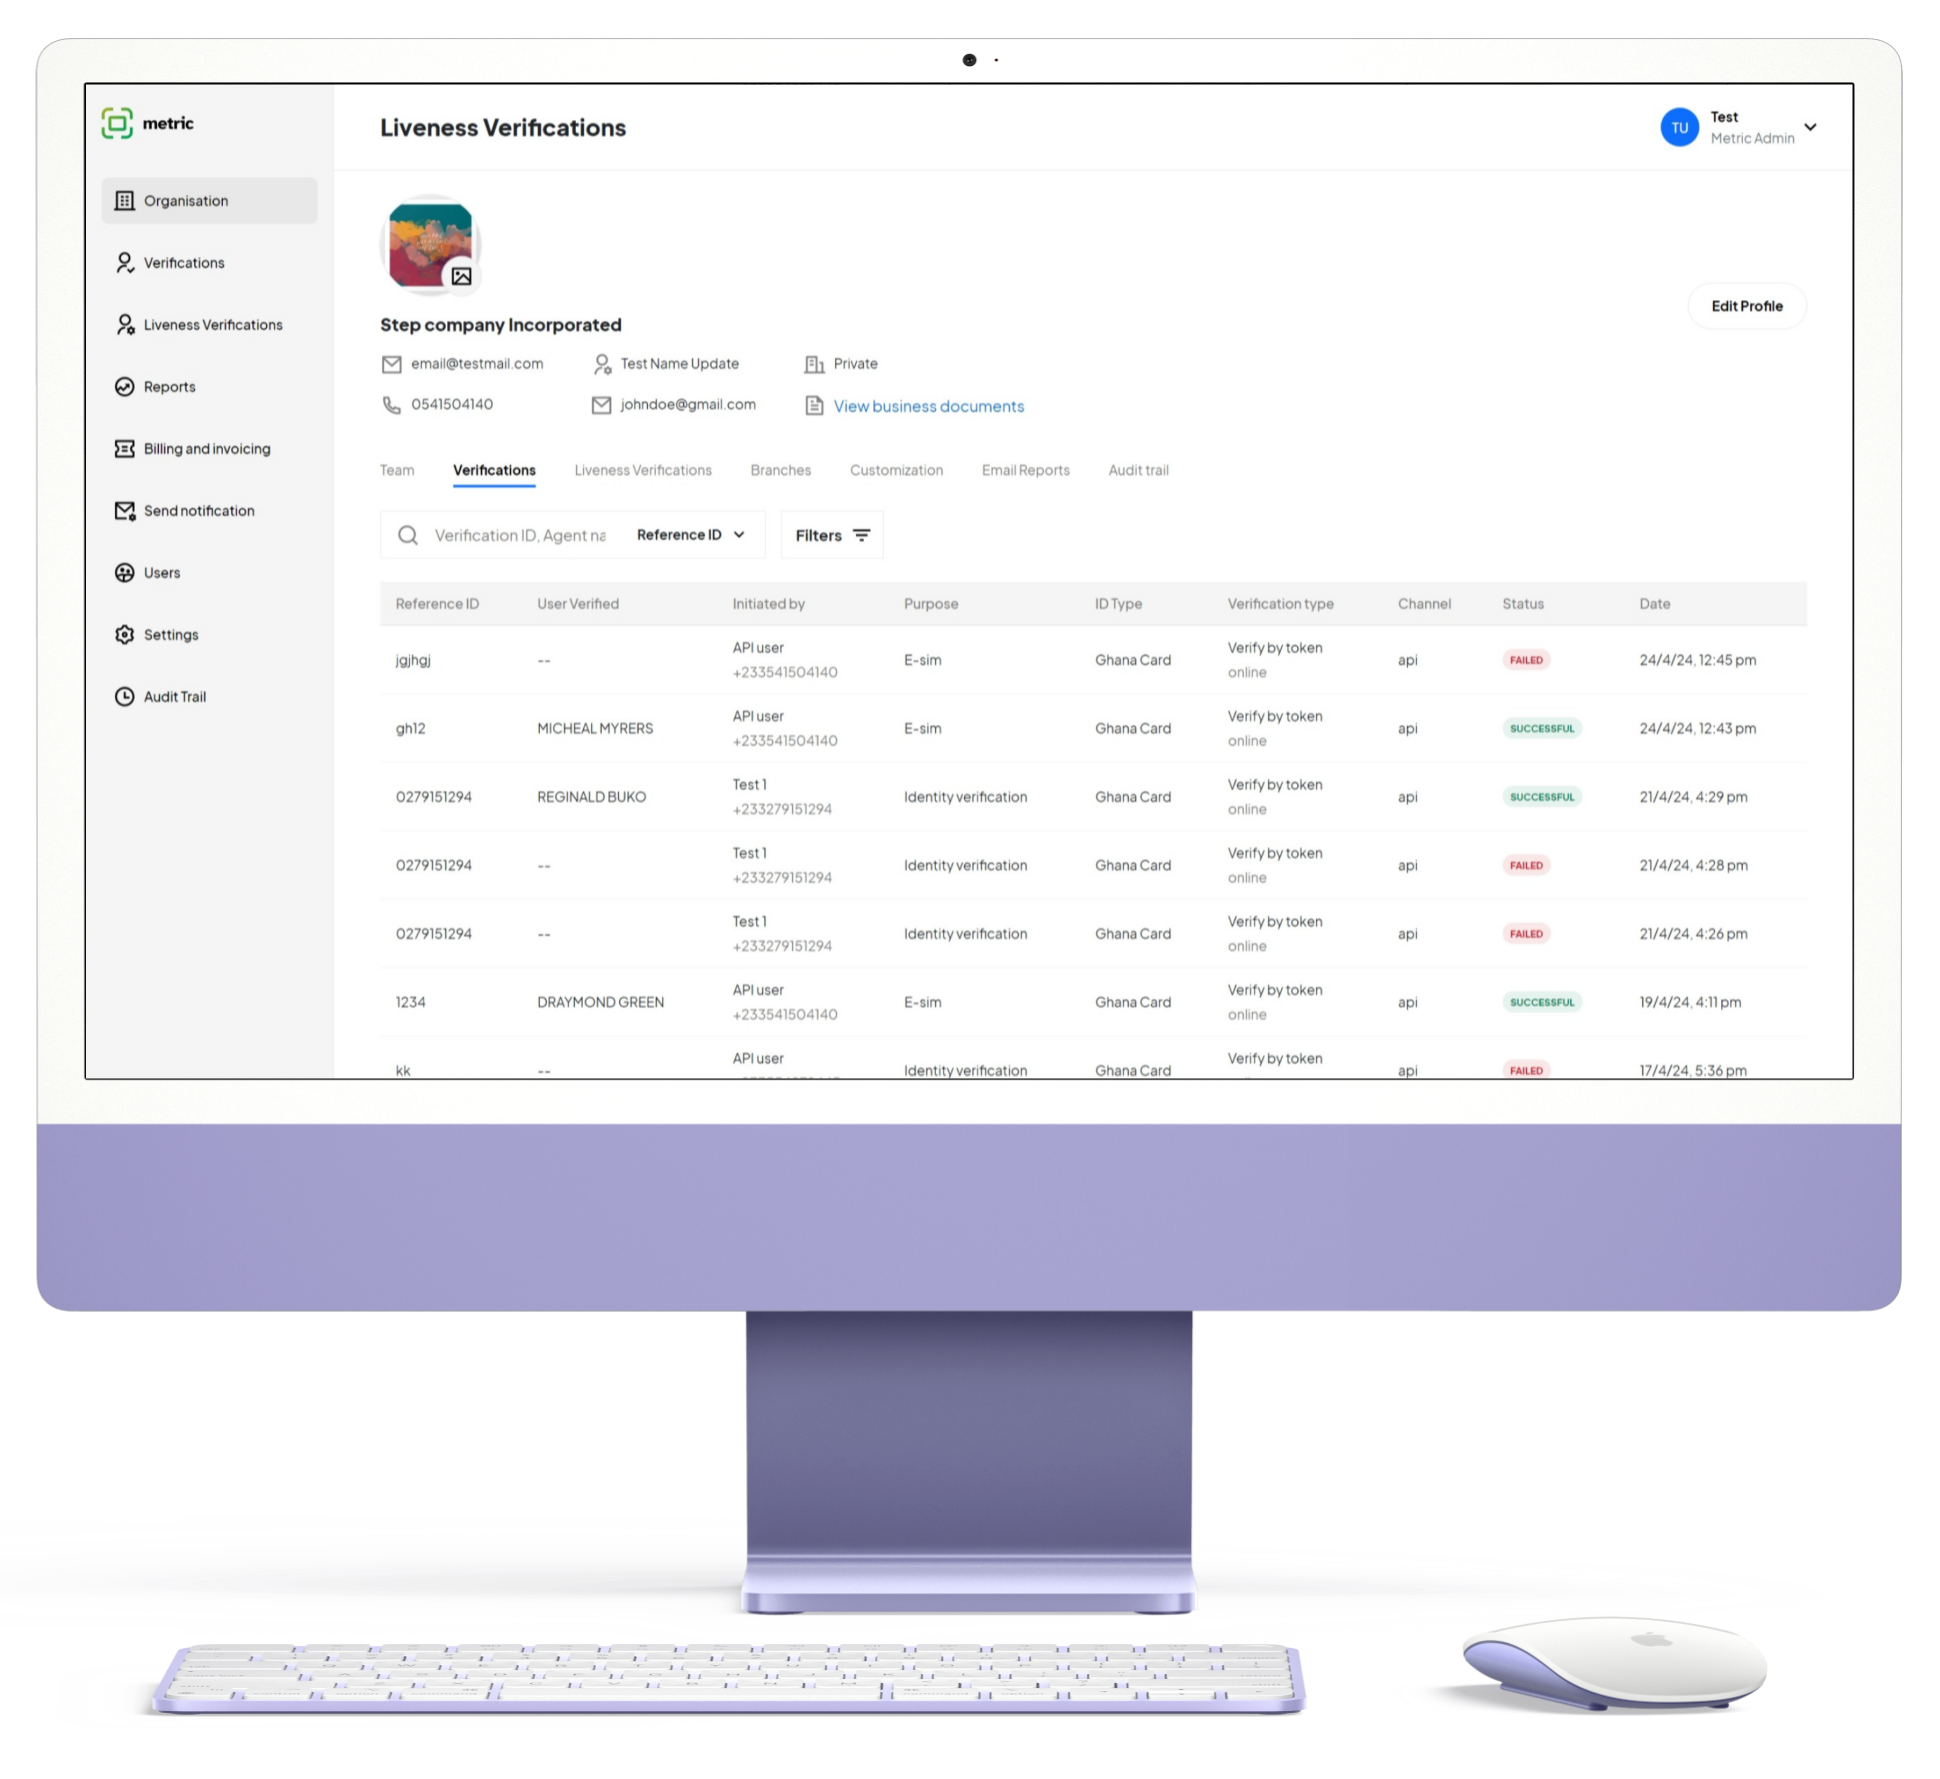 metric
Liveness Verifications
Test
TU
Metric Admin
Organisation
Verifications
Liveness Verifications
Reports
Billing and invoicing
Send notification
Users
Settings
Audit Trail
Edit Profile
Step company Incorporated
email@testmail.com Test Name Update Private
0541504140 johndoe@gmail.com View business documents
Team Verifications Liveness Verifications Branches Customization Email Reports Audit trail
Verification ID, Agent na Reference ID Filters
Reference ID User Verified Initiated by Purpose ID Type Verification type Channel Status Date
jgjhgj -- API user +233541504140 E-sim Ghana Card Verify by token online api FAILED 24/4/24, 12:45 pm
gh12 MICHEAL MYRERS API user +233541504140 E-sim Ghana Card Verify by token online api SUCCESSFUL 24/4/24, 12:43 pm
0279151294 REGINALD BUKO Test 1 +233279151294 Identity verification Ghana Card Verify by token online api SUCCESSFUL 21/4/24, 4:29 pm
0279151294 -- Test 1 +233279151294 Identity verification Ghana Card Verify by token online api FAILED 21/4/24, 4:28 pm
0279151294 -- Test 1 +233279151294 Identity verification Ghana Card Verify by token online api FAILED 21/4/24, 4:26 pm
1234 DRAYMOND GREEN API user +233541504140 E-sim Ghana Card Verify by token online api SUCCESSFUL 19/4/24, 4:11 pm
kk -- API user Identity verification Ghana Card Verify by token api FAILED 17/4/24, 5:36 pm